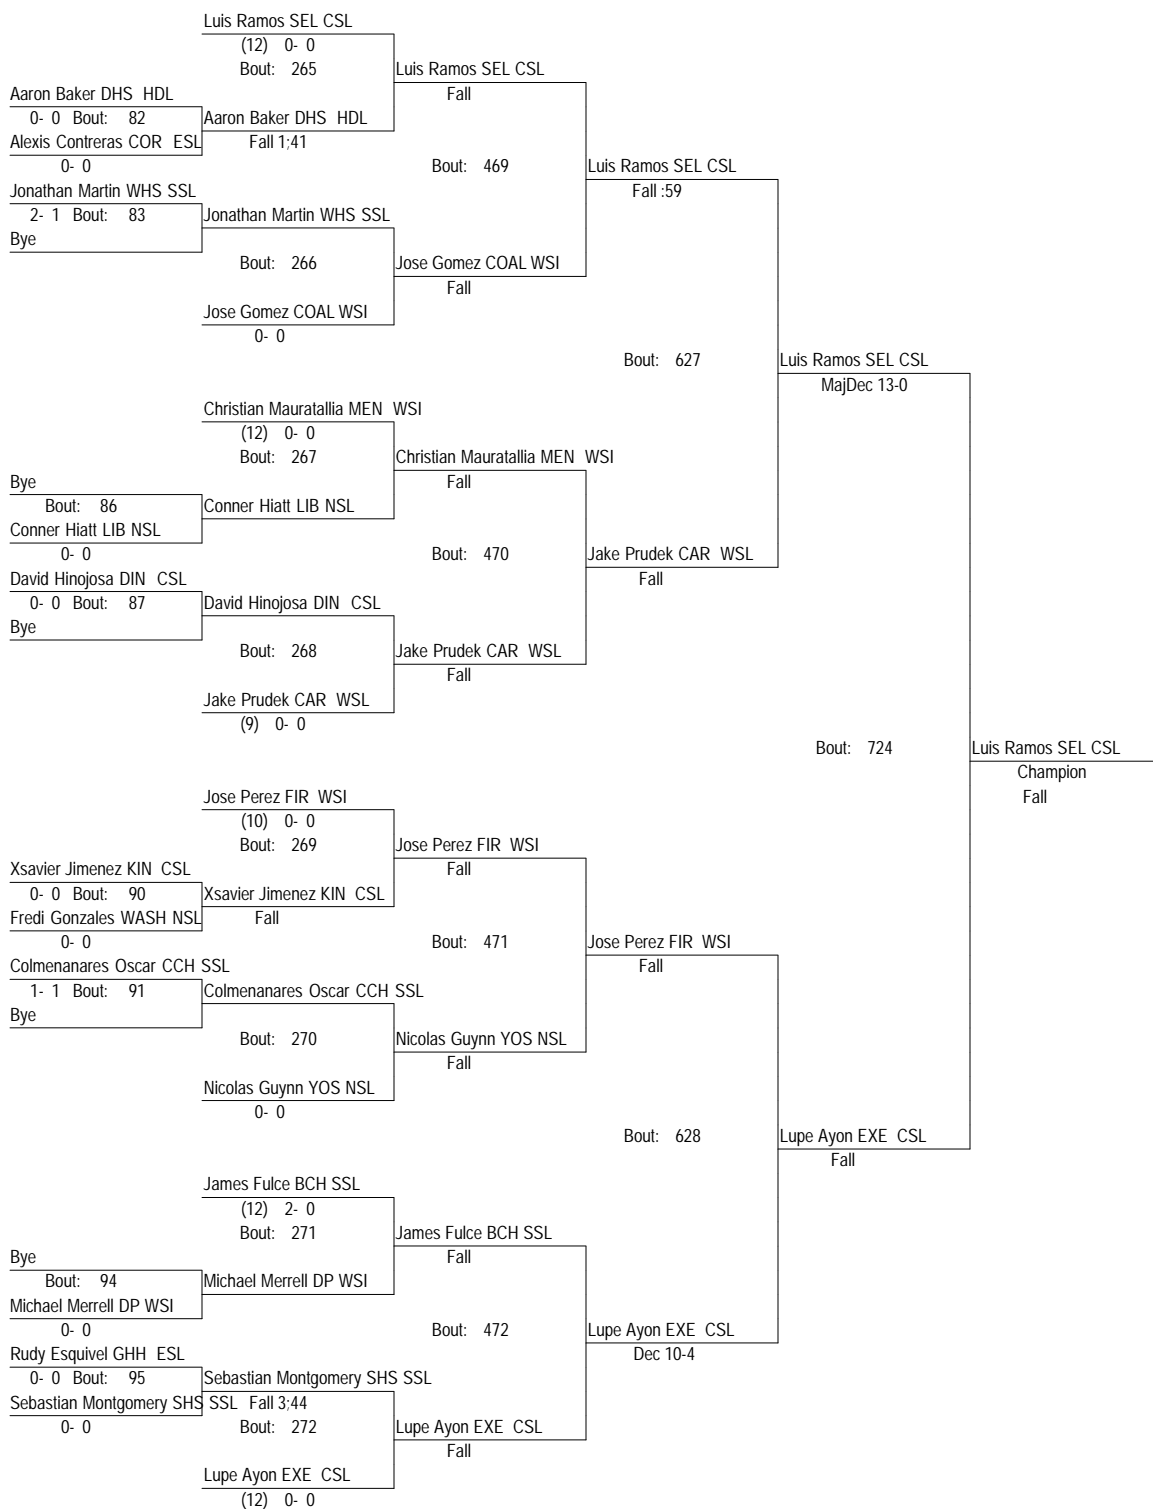 Luis Ramos SEL CSL
(12) 0- 0
Bout: 265
Luis Ramos SEL CSL
Fall
Aaron Baker DHS HDL
0- 0 Bout: 82
Aaron Baker DHS HDL
Alexis Contreras COR ESL
Fall 1;41
0- 0
Bout: 469
Luis Ramos SEL CSL
Fall :59
Jonathan Martin WHS SSL
2- 1 Bout: 83
Jonathan Martin WHS SSL
Bye
Bout: 266
Jose Gomez COAL WSI
Fall
Jose Gomez COAL WSI
0- 0
Bout: 627
Luis Ramos SEL CSL
MajDec 13-0
Christian Mauratallia MEN WSI
(12) 0- 0
Bout: 267
Christian Mauratallia MEN WSI
Fall
Bye
Bout: 86
Conner Hiatt LIB NSL
Conner Hiatt LIB NSL
0- 0
Bout: 470
Jake Prudek CAR WSL
Fall
David Hinojosa DIN CSL
0- 0 Bout: 87
David Hinojosa DIN CSL
Bye
Bout: 268
Jake Prudek CAR WSL
Fall
Jake Prudek CAR WSL
(9) 0- 0
Bout: 724
Luis Ramos SEL CSL
Champion
Fall
Jose Perez FIR WSI
(10) 0- 0
Bout: 269
Jose Perez FIR WSI
Fall
Xsavier Jimenez KIN CSL
0- 0 Bout: 90
Xsavier Jimenez KIN CSL
Fredi Gonzales WASH NSL
Fall
0- 0
Bout: 471
Jose Perez FIR WSI
Fall
Colmenanares Oscar CCH SSL
1- 1 Bout: 91
Colmenanares Oscar CCH SSL
Bye
Bout: 270
Nicolas Guynn YOS NSL
Fall
Nicolas Guynn YOS NSL
0- 0
Bout: 628
Lupe Ayon EXE CSL
Fall
James Fulce BCH SSL
(12) 2- 0
Bout: 271
James Fulce BCH SSL
Fall
Bye
Bout: 94
Michael Merrell DP WSI
Michael Merrell DP WSI
0- 0
Bout: 472
Lupe Ayon EXE CSL
Dec 10-4
Rudy Esquivel GHH ESL
0- 0 Bout: 95
Sebastian Montgomery SHS SSL
Sebastian Montgomery SHS SSL
Fall 3;44
0- 0
Bout: 272
Lupe Ayon EXE CSL
Fall
Lupe Ayon EXE CSL
(12) 0- 0